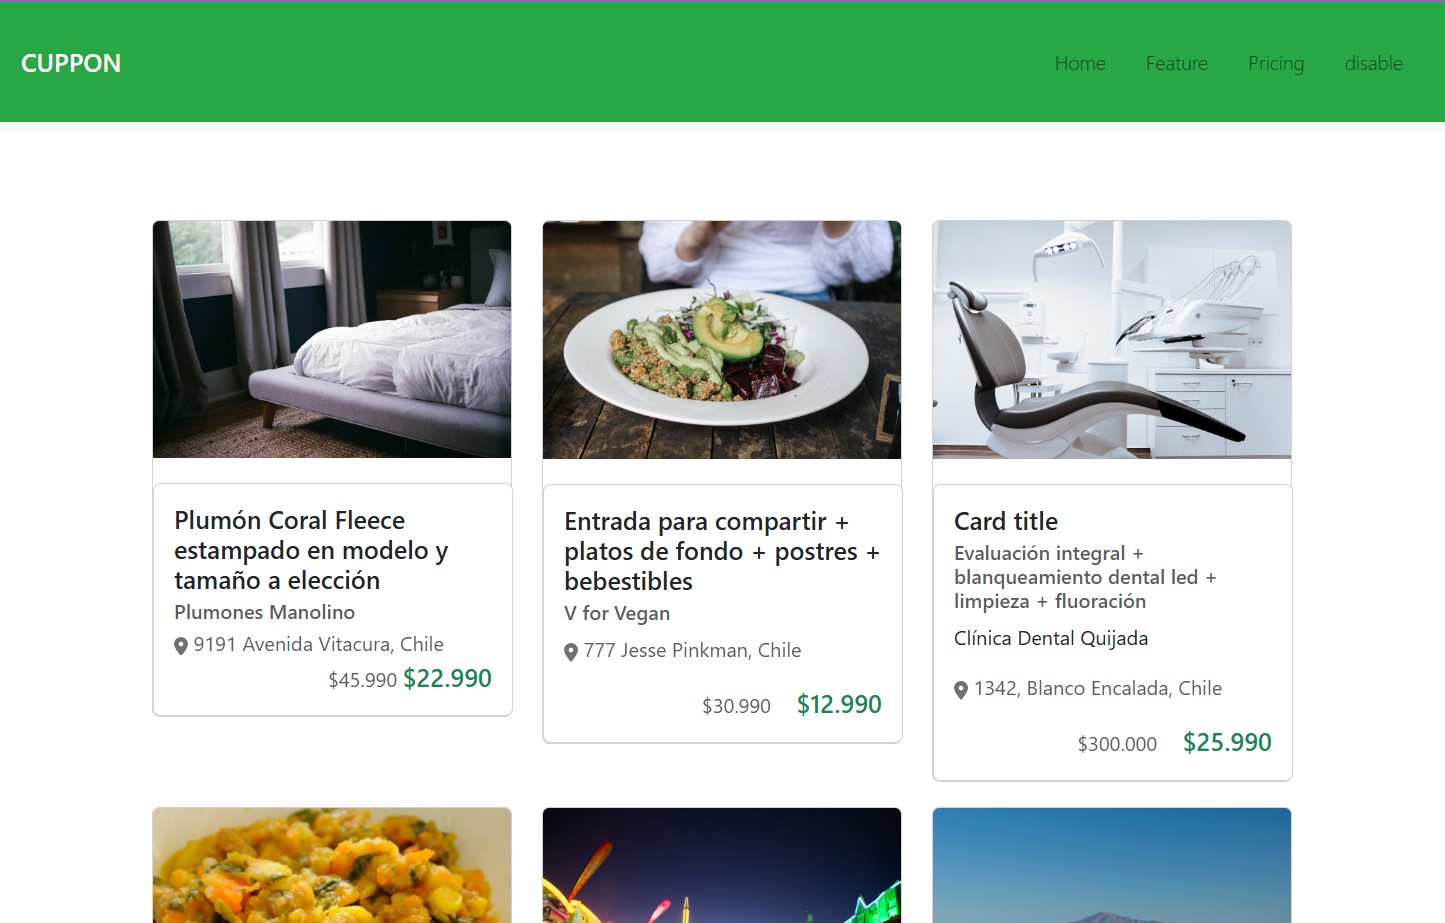 CUPPON
Home Feature Pricing disable
Plumón Coral Fleece
estampado en modelo y
tamaño a elección
Plumones Manolino
9191 Avenida Vitacura, Chile
$45.990 $22.990
Entrada para compartir +
platos de fondo + postres +
bebestibles
V for Vegan
777 Jesse Pinkman, Chile
$30.990 $12.990
Card title
Evaluación integral +
blanqueamiento dental led +
limpieza + fluoración
Clínica Dental Quijada
1342, Blanco Encalada, Chile
$300.000 $25.990